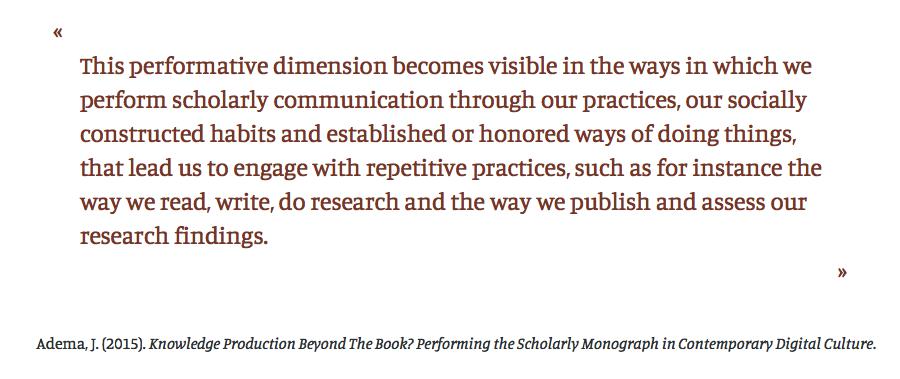 «
This performative dimension becomes visible in the ways in which we
perform scholarly communication through our practices, our socially
constructed habits and established or honored ways of doing things,
that lead us to engage with repetitive practices, such as for instance the
way we read, write, do research and the way we publish and assess our
research findings.
»
Adema, J. (2015). Knowledge Production Beyond The Book? Performing the Scholarly Monograph in Contemporary Digital Culture.